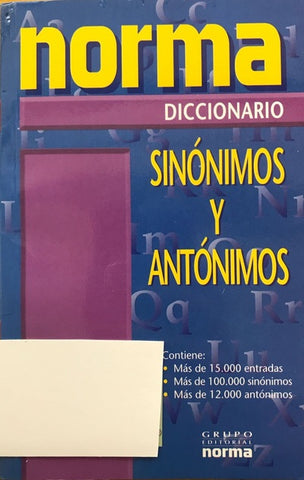 norma
DICCIONARIO
SINÓNIMOS
Y
ANTÓNIMOS
Contiene:
• Más de 15.000 entradas
• Más de 100.000 sinónimos
• Más de 12.000 antónimos
GRUPO
EDITORIAL
norma